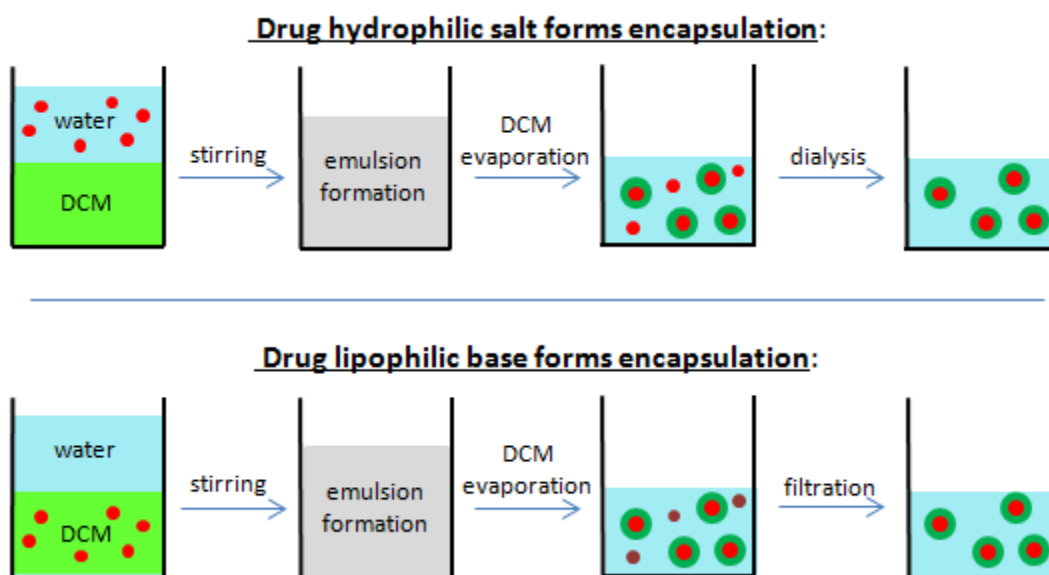 Drug hydrophilic salt forms encapsulation:
water
DCM
stirring
emulsion
formation
DCM
evaporation
dialysis
Drug lipophilic base forms encapsulation:
water
DCM
stirring
emulsion
formation
DCM
evaporation
filtration